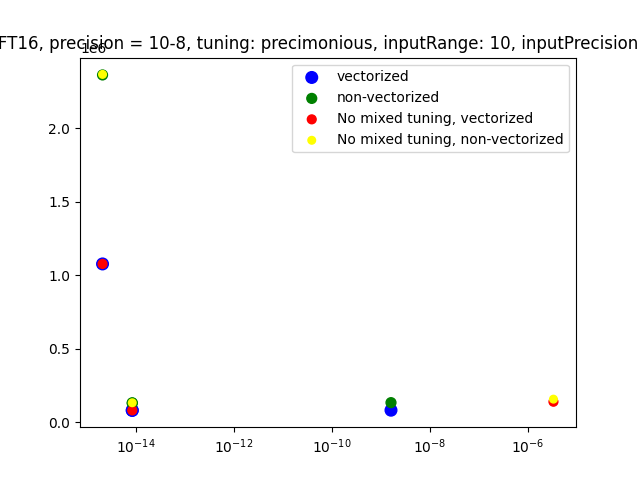 FT16, precision = 10-8, tuning: precimonious, inputRange: 10, inputPrecision
1e6
vectorized
non-vectorized
No mixed tuning, vectorized
No mixed tuning, non-vectorized
2.0
1.5
1.0
0.5
0.0
10⁻¹⁴ 10⁻¹² 10⁻¹⁰ 10⁻⁸ 10⁻⁶